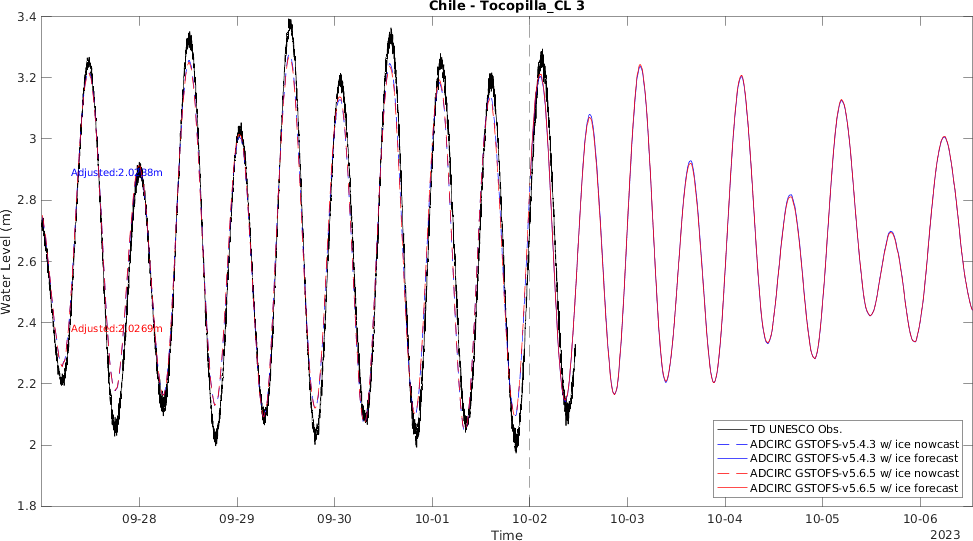 Chile - Tocopilla_CL 3
3.4
3.2
3
2.8
2.6
2.4
2.2
2
1.8
Water Level (m)
Adjusted:2.0288m
Adjusted:2.0269m
TD UNESCO Obs.
ADCIRC GSTOFS-v5.4.3 w/ ice nowcast
ADCIRC GSTOFS-v5.4.3 w/ ice forecast
ADCIRC GSTOFS-v5.6.5 w/ ice nowcast
ADCIRC GSTOFS-v5.6.5 w/ ice forecast
09-28 09-29 09-30 10-01 10-02 10-03 10-04 10-05 10-06
Time
2023